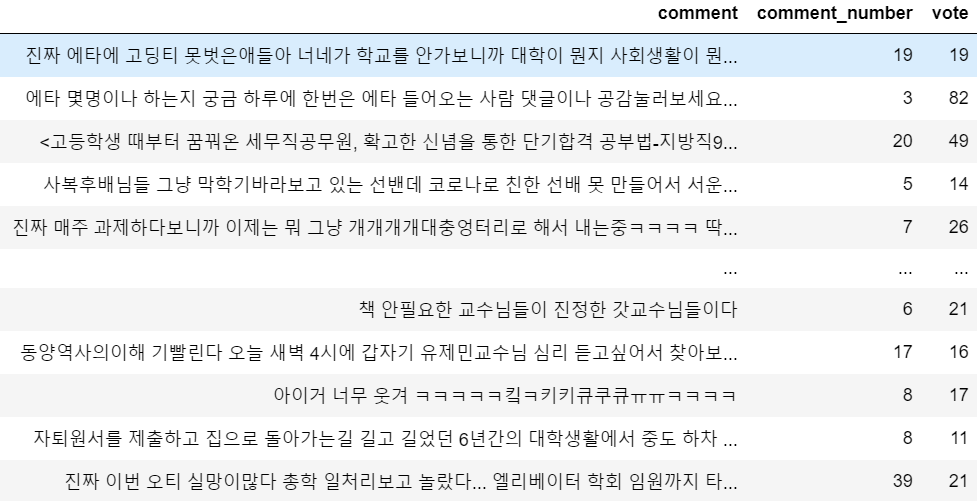 comment comment_number vote
진짜 에타에 고딩티 못벗은애들아 너네가 학교를 안가보니까 대학이 뭔지 사회생활이 뭔... 19 19
에타 몇명이나 하는지 궁금 하루에 한번은 에타 들어오는 사람 댓글이나 공감눌러보세요... 3 82
<고등학생 때부터 꿈꿔온 세무직공무원, 확고한 신념을 통한 단기합격 공부법-지방직9... 20 49
사복후배님들 그냥 막학기바라보고 있는 선밴데 코로나로 친한 선배 못 만들어서 서운... 5 14
진짜 매주 과제하다보니까 이제는 뭐 그냥 개개개개대충엉터리로 해서 내는중ㅋㅋㅋㅋ 딱... 7 26
... ... ...
책 안필요한 교수님들이 진정한 갓교수님들이다 6 21
동양역사의이해 기빨린다 오늘 새벽 4시에 갑자기 유제민교수님 심리 듣고싶어서 찾아보... 17 16
아이거 너무 웃겨 ㅋㅋㅋㅋㅋ킼ㅋ키키큐쿠큐ㅠㅠㅋㅋㅋㅋ 8 17
자퇴원서를 제출하고 집으로 돌아가는길 길고 길었던 6년간의 대학생활에서 중도 하차 ... 8 11
진짜 이번 오티 실망이많다 총학 일처리보고 놀랐다... 엘리베이터 학회 임원까지 타... 39 21